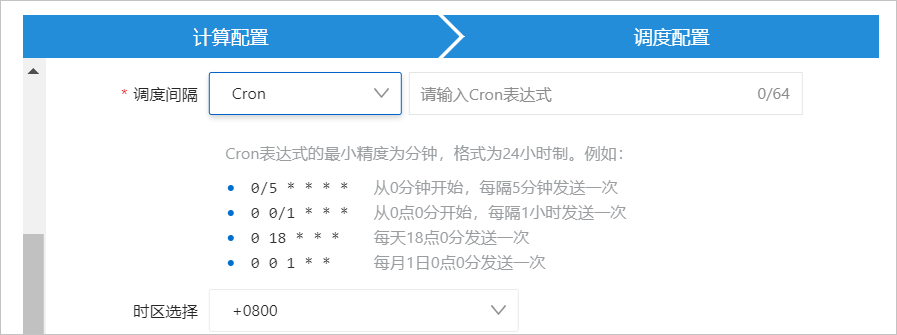 计算配置 调度配置
* 调度间隔 Cron 请输入Cron表达式 0/64
Cron表达式的最小精度为分钟，格式为24小时制。例如：
• 0/5 * * * * 从0分钟开始，每隔5分钟发送一次
• 0 0/1 * * * 从0点0分开始，每隔1小时发送一次
• 0 18 * * * 每天18点0分发送一次
• 0 0 1 * * 每月1日0点0分发送一次
时区选择 +0800